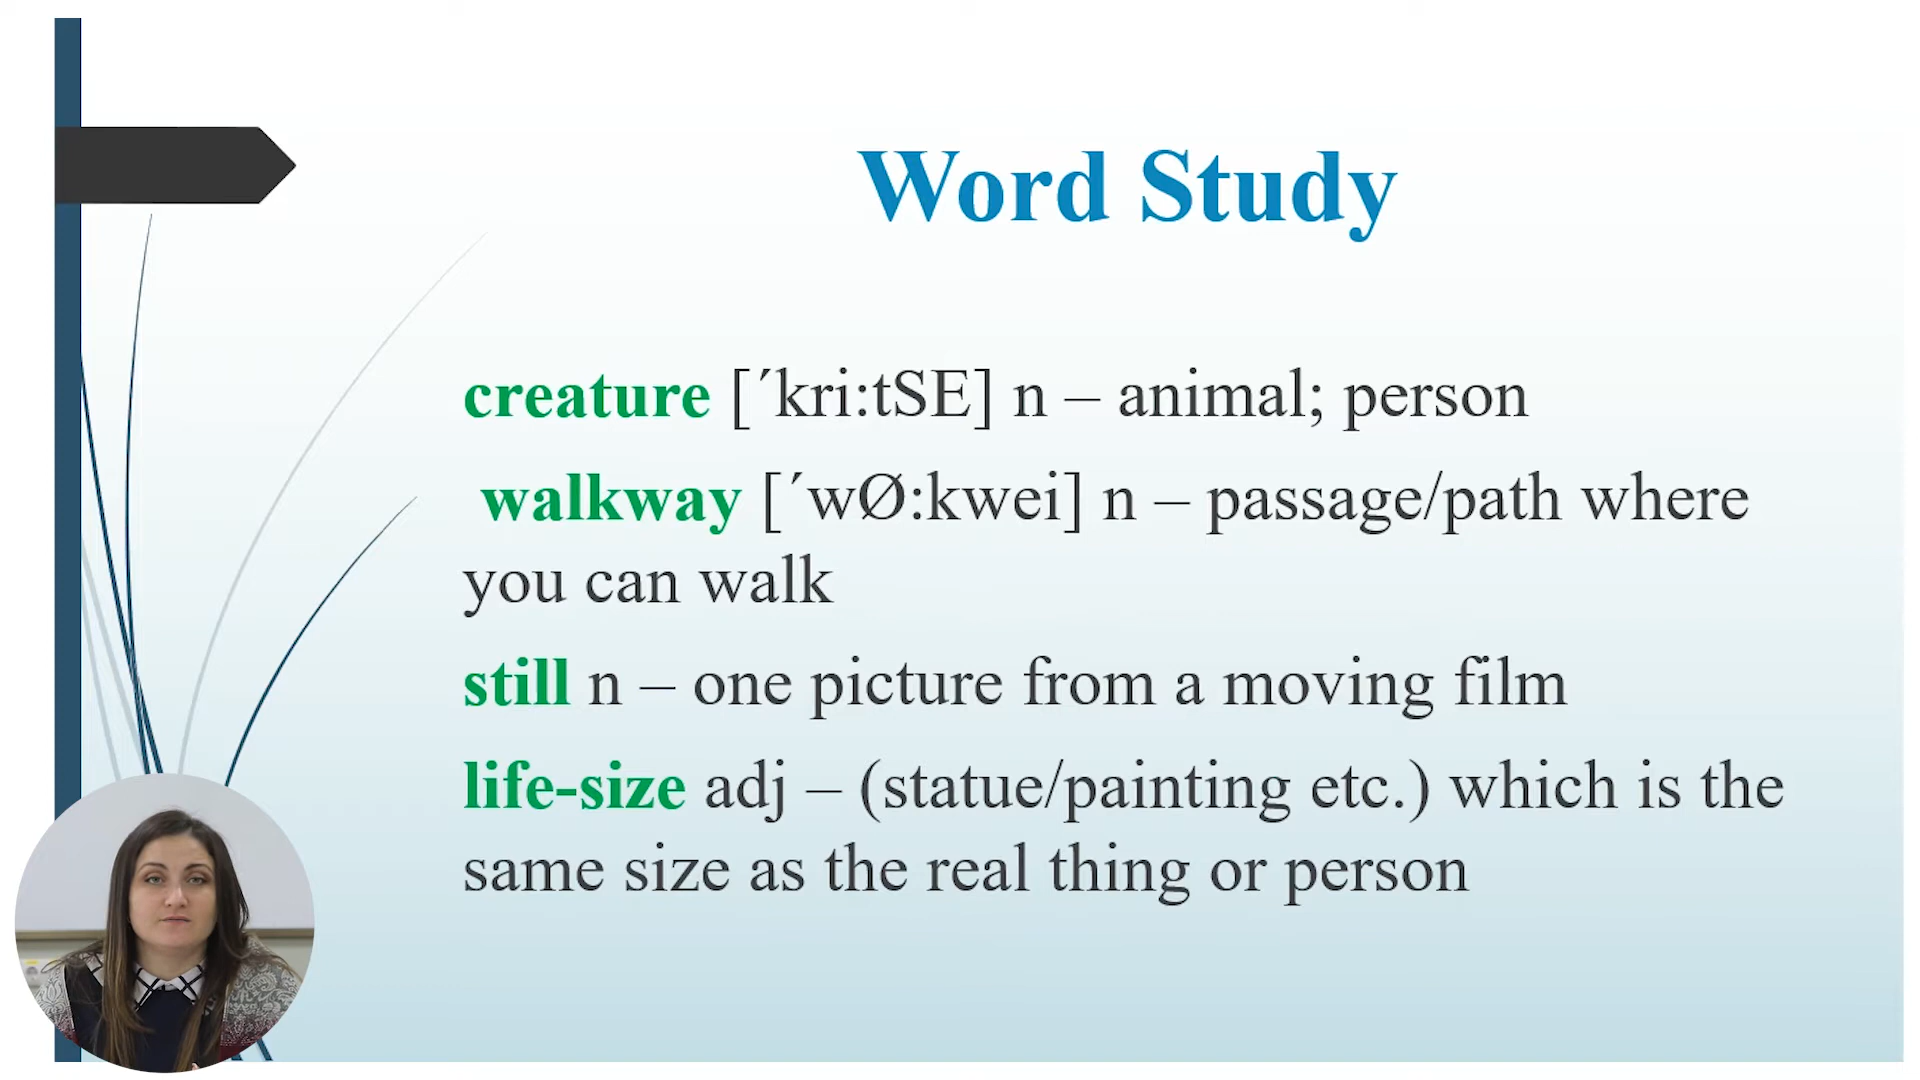 Word Study
creature [´kri:tSE] n – animal; person
walkway [´wØ:kwei] n – passage/path where
you can walk
still n – one picture from a moving film
life-size adj – (statue/painting etc.) which is the
same size as the real thing or person